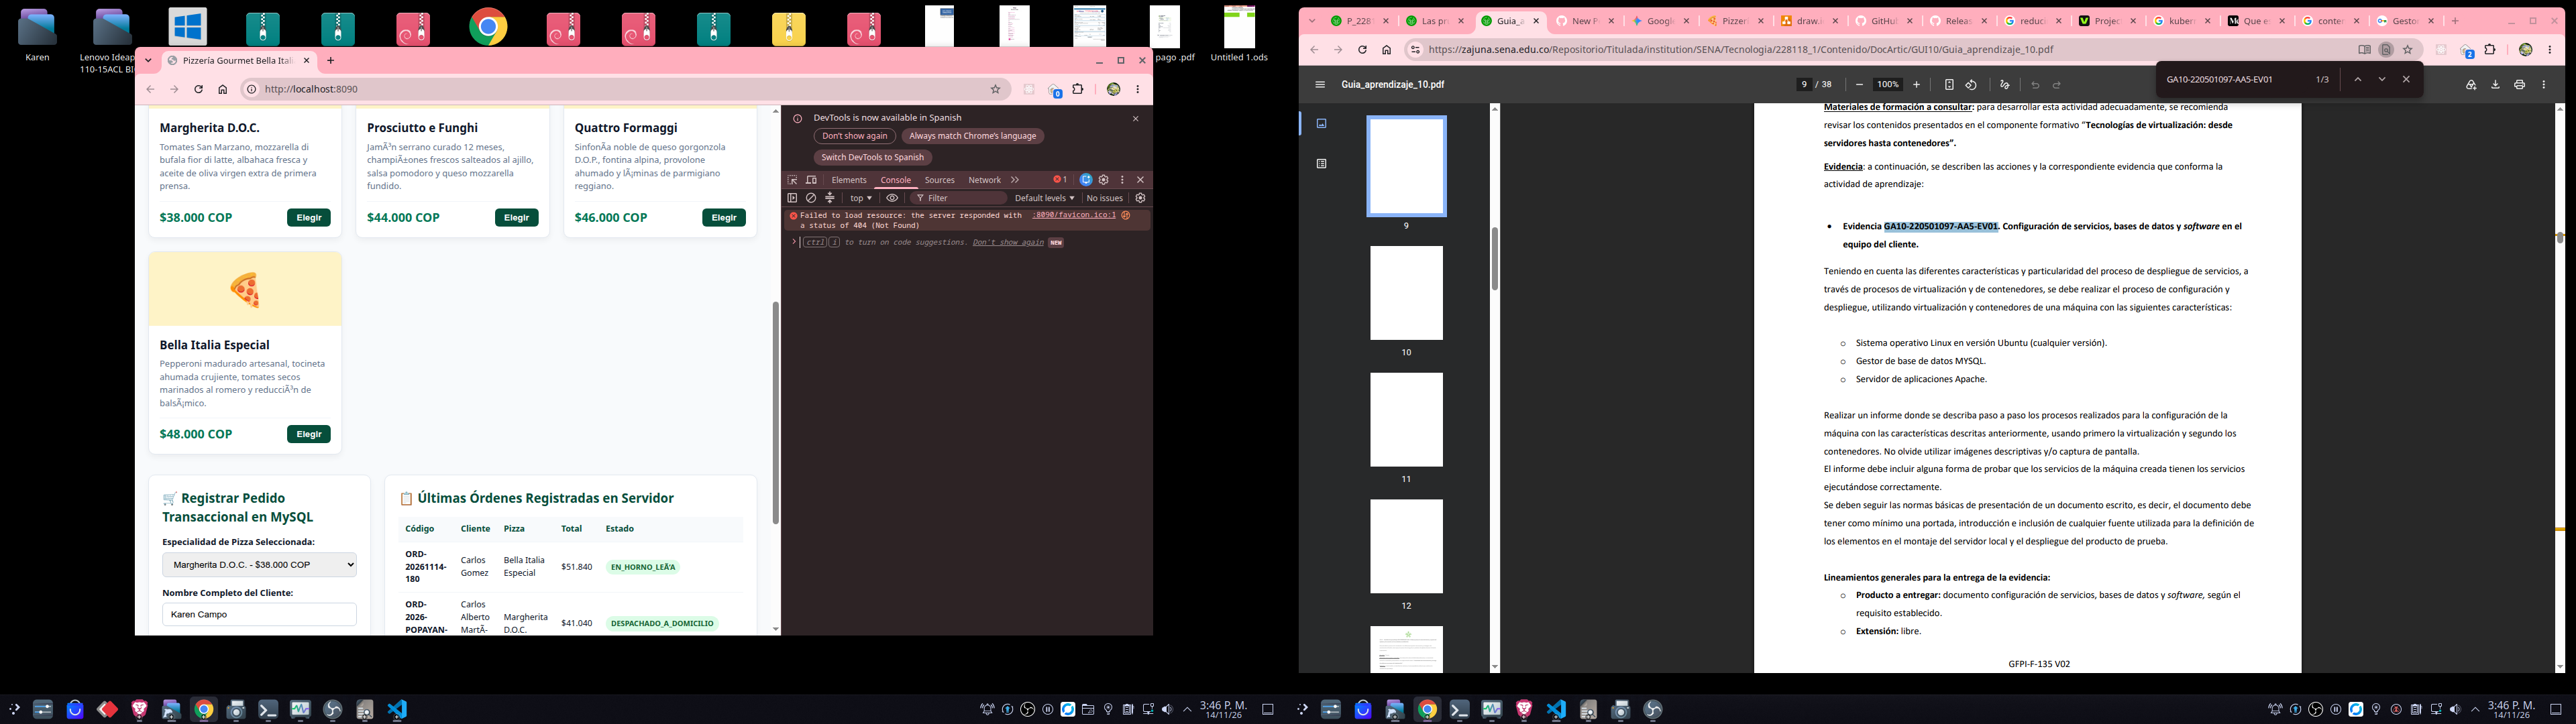 Karen
Lenovo Ideap
110-15ACL BI
pago .pdf
Untitled 1.ods
Pizzería Gourmet Bella Itali
http://localhost:8090
Margherita D.O.C.
Tomates San Marzano, mozzarella di
bufala fior di latte, albahaca fresca y
aceite de oliva virgen extra de primera
prensa.
$38.000 COP
Elegir
Prosciutto e Funghi
JamÃ³n serrano curado 12 meses,
champiÃ±ones frescos salteados al ajillo,
salsa pomodoro y queso mozzarella
fundido.
$44.000 COP
Elegir
Quattro Formaggi
SinfonÃ­a noble de queso gorgonzola
D.O.P., fontina alpina, provolone
ahumado y lÃ¡minas de parmigiano
reggiano.
$46.000 COP
Elegir
Bella Italia Especial
Pepperoni madurado artesanal, tocineta
ahumada crujiente, tomates secos
marinados al romero y reducciÃ³n de
balsÃ¡mico.
$48.000 COP
Elegir
Registrar Pedido
Transaccional en MySQL
Especialidad de Pizza Seleccionada:
Margherita D.O.C. - $38.000 COP
Nombre Completo del Cliente:
Karen Campo
Últimas Órdenes Registradas en Servidor
Código Cliente Pizza Total Estado
ORD-
20261114-
180
Carlos
Gomez
Bella Italia
Especial
$51.840
EN_HORNO_LEÃ'A
ORD-
2026-
POPAYAN-
Carlos
Alberto
MartÃ-
Margherita
D.O.C.
$41.040
DESPACHADO_A_DOMICILIO
DevTools is now available in Spanish
Don't show again
Always match Chrome's language
Switch DevTools to Spanish
Elements Console Sources Network
1
top
Filter
Default levels
No issues
Failed to load resource: the server responded with
a status of 404 (Not Found)
:8090/favicon.ico:1
ctrl i to turn on code suggestions. Don't show again NEW
P_2281
Las pr
Guia_a
New P
Google
Pizzeri
draw.i
GitHub
Releas
reduci
Project
kubern
Que e
conten
Gestor
https://zajuna.sena.edu.co/Repositorio/Titulada/institution/SENA/Tecnologia/228118_1/Contenido/DocArtic/GUI10/Guia_aprendizaje_10.pdf
Guia_aprendizaje_10.pdf
9 / 38
100%
GA10-220501097-AA5-EV01
1/3
9
10
11
12
Materiales de formación a consultar: para desarrollar esta actividad adecuadamente, se recomienda
revisar los contenidos presentados en el componente formativo "Tecnologías de virtualización: desde
servidores hasta contenedores".
Evidencia: a continuación, se describen las acciones y la correspondiente evidencia que conforma la
actividad de aprendizaje:
• Evidencia GA10-220501097-AA5-EV01. Configuración de servicios, bases de datos y software en el
equipo del cliente.
Teniendo en cuenta las diferentes características y particularidad del proceso de despliegue de servicios, a
través de procesos de virtualización y de contenedores, se debe realizar el proceso de configuración y
despliegue, utilizando virtualización y contenedores de una máquina con las siguientes características:
o Sistema operativo Linux en versión Ubuntu (cualquier versión).
o Gestor de base de datos MYSQL.
o Servidor de aplicaciones Apache.
Realizar un informe donde se describa paso a paso los procesos realizados para la configuración de la
máquina con las características descritas anteriormente, usando primero la virtualización y segundo los
contenedores. No olvide utilizar imágenes descriptivas y/o captura de pantalla.
El informe debe incluir alguna forma de probar que los servicios de la máquina creada tienen los servicios
ejecutándose correctamente.
Se deben seguir las normas básicas de presentación de un documento escrito, es decir, el documento debe
tener como mínimo una portada, introducción e inclusión de cualquier fuente utilizada para la definición de
los elementos en el montaje del servidor local y el despliegue del producto de prueba.
Lineamientos generales para la entrega de la evidencia:
o Producto a entregar: documento configuración de servicios, bases de datos y software, según el
requisito establecido.
o Extensión: libre.
GFPI-F-135 V02
3:46 P. M.
14/11/26
3:46 P. M.
14/11/26